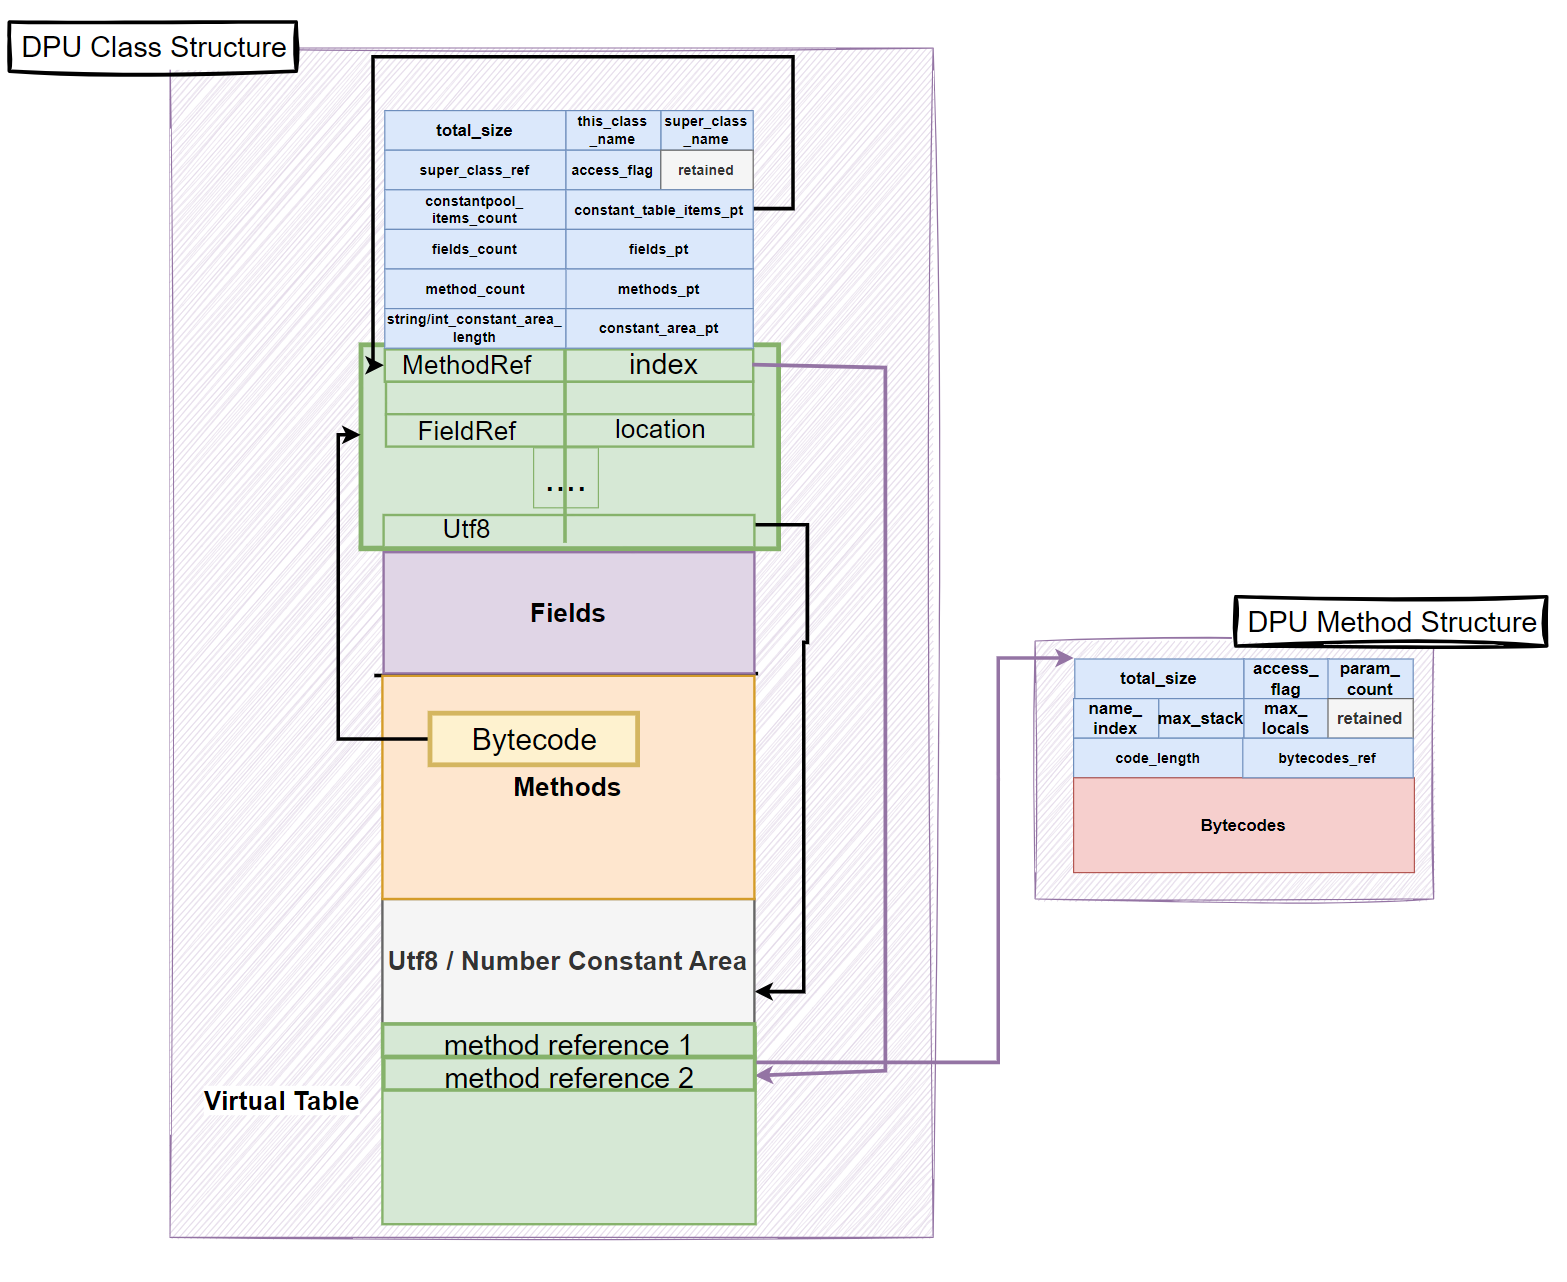 DPU Class Structure
total_size
this_class
_name
super_class
_name
super_class_ref
access_flag
retained
constantpool_
items_count
constant_table_items_pt
fields_count
fields_pt
method_count
methods_pt
string/int_constant_area_
length
constant_area_pt
MethodRef
index
FieldRef
location
....
Utf8
Fields
Bytecode
Methods
Utf8 / Number Constant Area
method reference 1
method reference 2
Virtual Table
DPU Method Structure
total_size
access_
flag
param_
count
name_
index
max_stack
max_
locals
retained
code_length
bytecodes_ref
Bytecodes